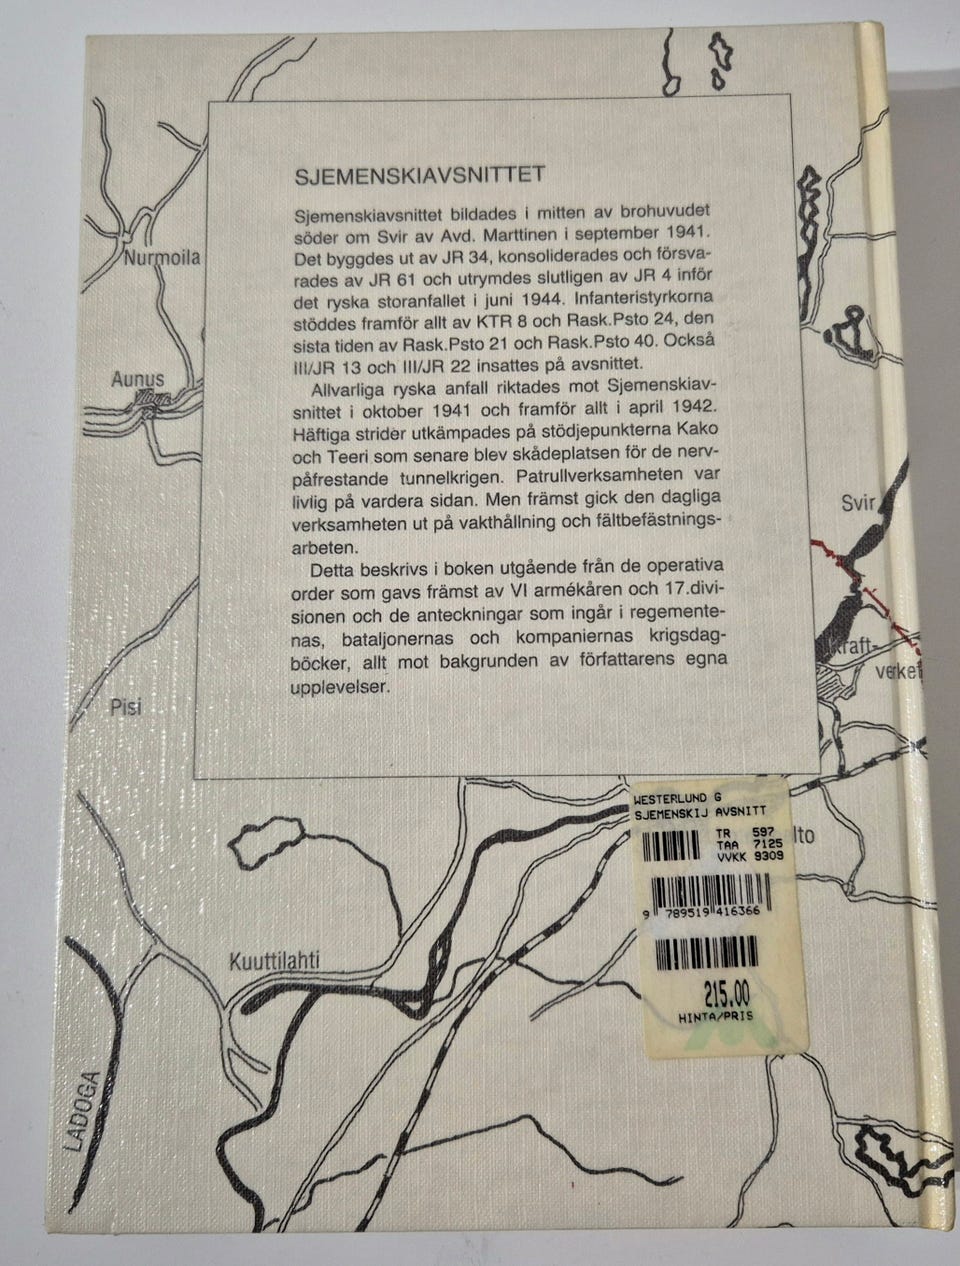 SJEMENSKIAVSNITTET
Sjemenskiavsnittet bildades i mitten av brohuvudet
söder om Svir av Avd. Marttinen i september 1941.
Det byggdes ut av JR 34, konsoliderades och försva-
rades av JR 61 och utrymdes slutligen av JR 4 inför
det ryska storanfallet i juni 1944. Infanteristyrkorna
stöddes framför allt av KTR 8 och Rask.Psto 24, den
sista tiden av Rask.Psto 21 och Rask.Psto 40. Också
III/JR 13 och III/JR 22 insattes på avsnittet.
Allvarliga ryska anfall riktades mot Sjemenskiav-
snittet i oktober 1941 och framför allt i april 1942.
Häftiga strider utkämpades på stödjepunkterna Kako
och Teeri som senare blev skådeplatsen för de nerv-
påfrestande tunnelkrigen. Patrullverksamheten var
livlig på vardera sidan. Men främst gick den dagliga
verksamheten ut på vakthållning och fältbefästnings-
arbeten.
Detta beskrivs i boken utgående från de operativa
order som gavs främst av VI armékåren och 17.divi-
sionen och de anteckningar som ingår i regemente-
nas, bataljonernas och kompaniernas krigsdag-
böcker, allt mot bakgrunden av författarens egna
upplevelser.
Nurmoila
Aunus
Svir
kraft-
verket
Pisi
lto
Kuuttilahti
LADOGA
WESTERLUND G
SJEMENSKIJ AVSNITT
TR 597
TAA 7125
VVKK 9309
9 789519 416366
215.00
HINTA/PRIS